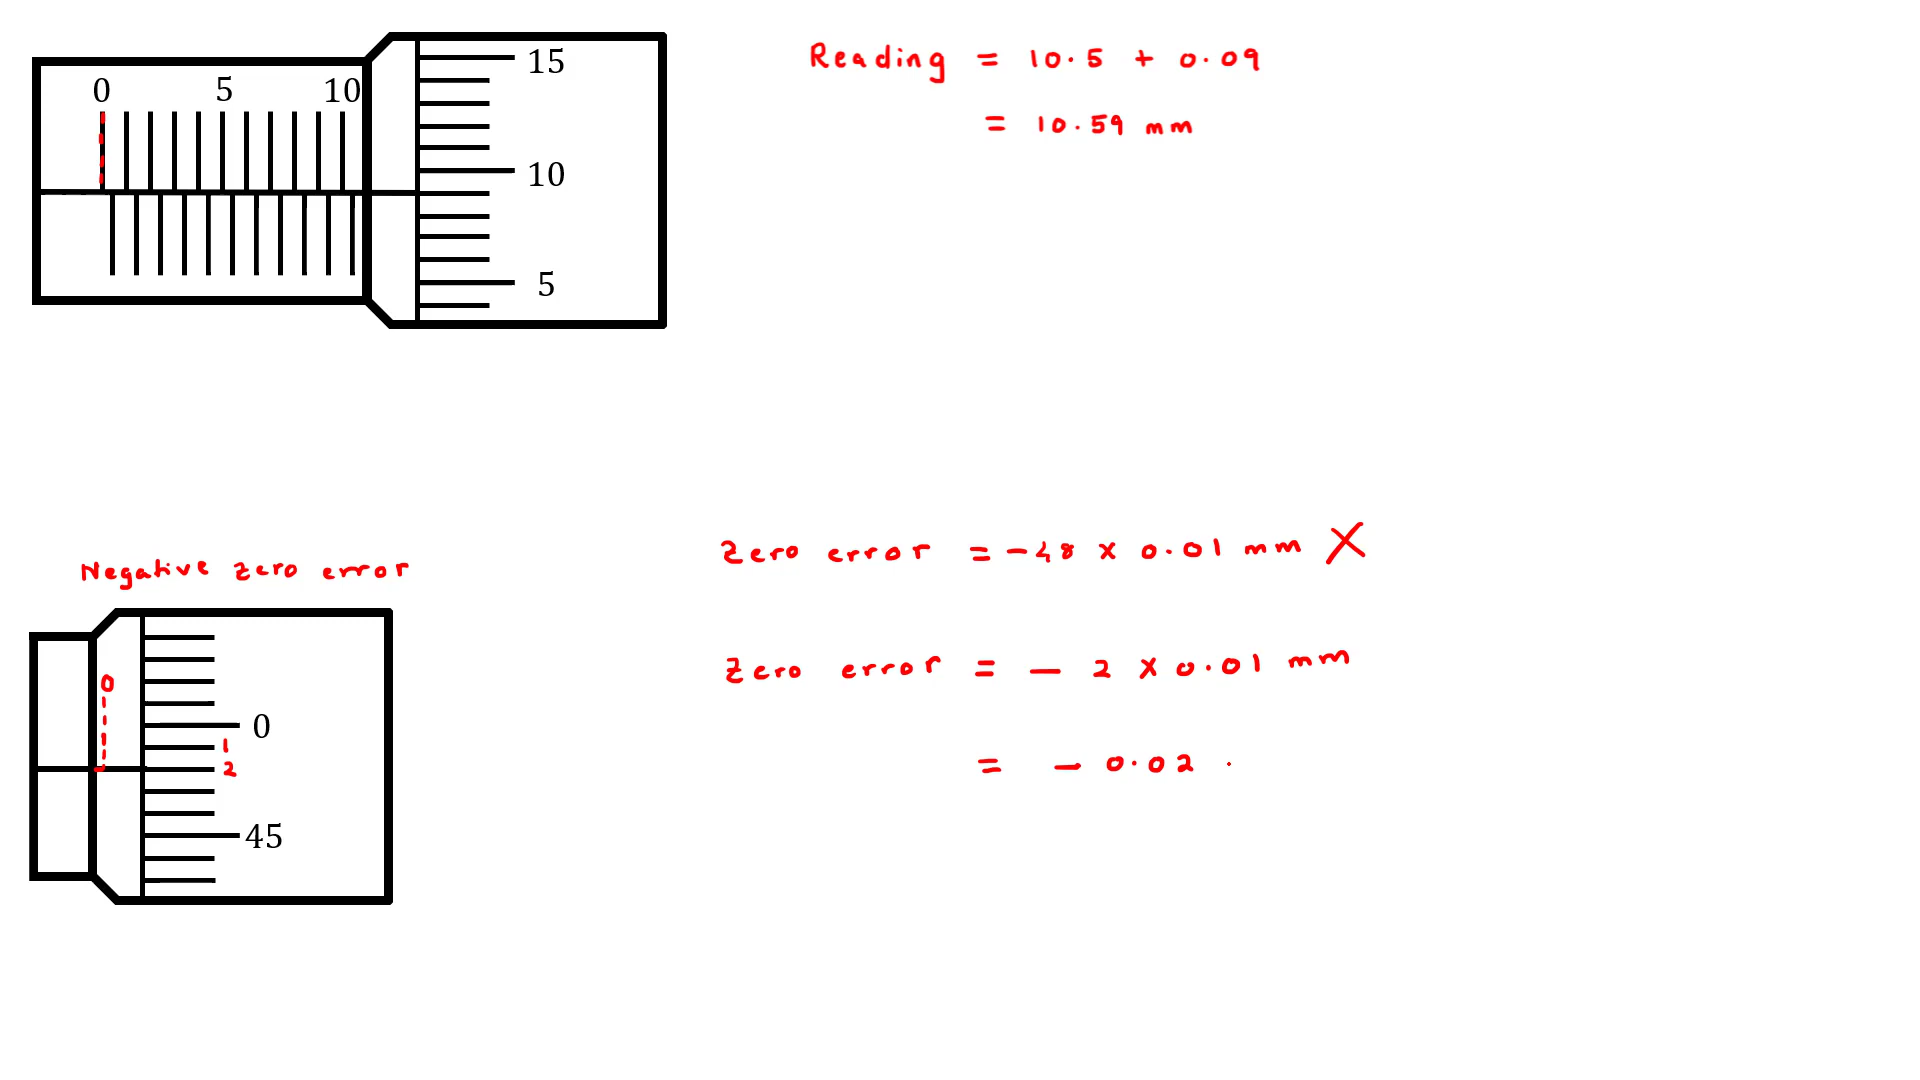 0 5 10
15
10
5
Reading = 10.5 + 0.09
= 10.59 mm
Negative zero error
0
0
1
2
45
Zero error = -48 × 0.01 mm X
Zero error = - 2 × 0.01 mm
= - 0.02 .